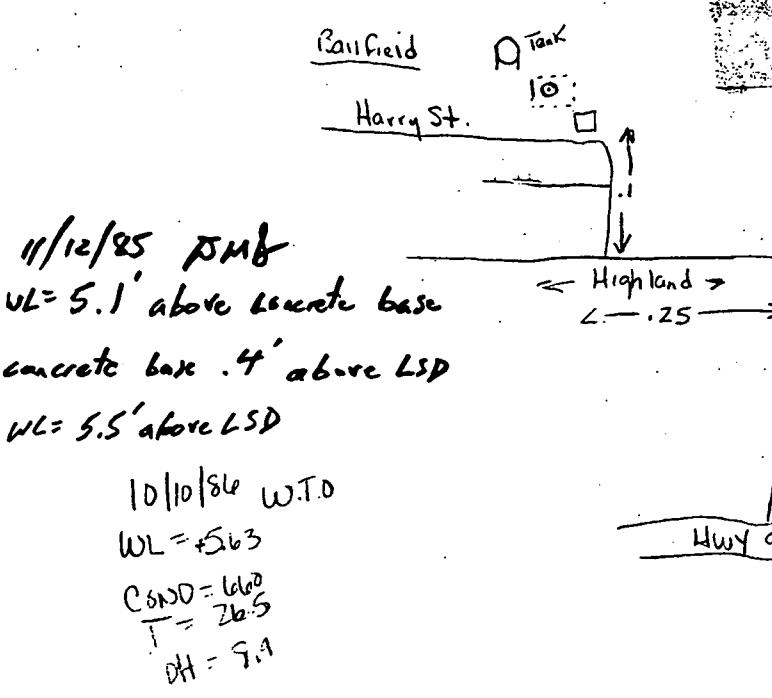 Ballfield
Tank
Harry St.
.1
← Highland →
.25
11/12/85
WL= 5.1' above concrete base
concrete base .4' above LSD
WL= 5.5' above LSD
10/10/86 W.T.O
WL = +5.63
COND = 660
T = 26.5
pH =
Hwy